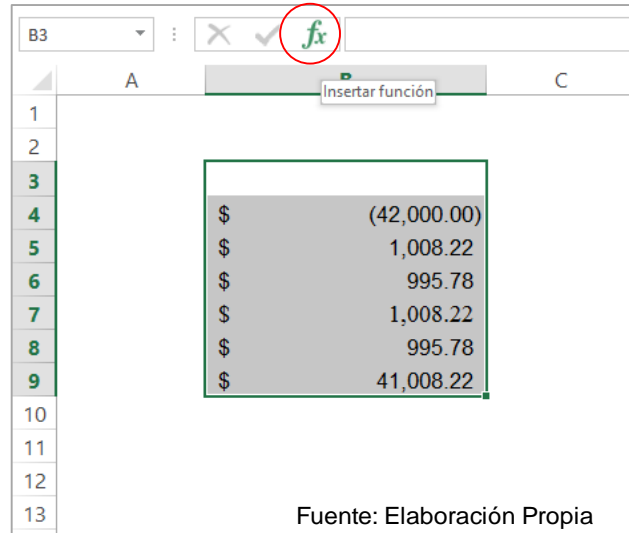 B3 fx
A B C
Insertar función
1
2
3
4 $ (42,000.00)
5 $ 1,008.22
6 $ 995.78
7 $ 1,008.22
8 $ 995.78
9 $ 41,008.22
10
11
12
13 Fuente: Elaboración Propia